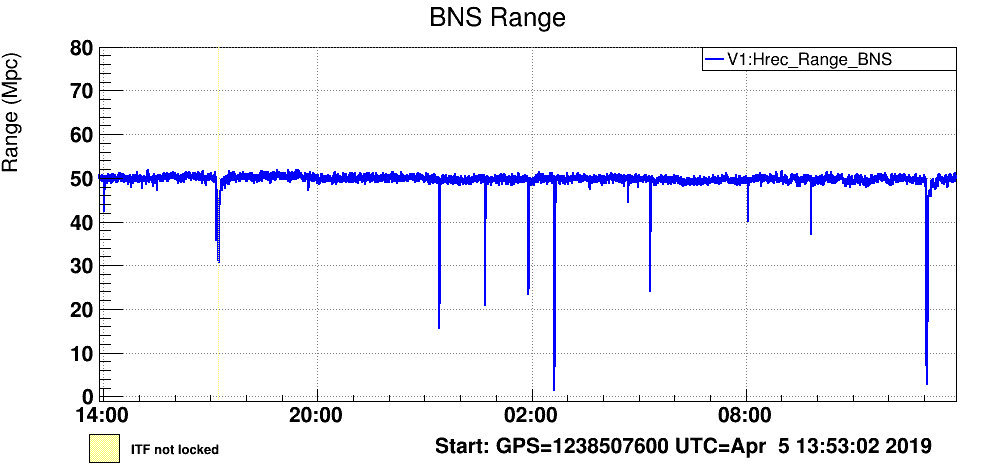 BNS Range
Range (Mpc)
V1:Hrec_Range_BNS
80
70
60
50
40
30
20
10
0
14:00 20:00 02:00 08:00
ITF not locked
Start: GPS=1238507600 UTC=Apr  5 13:53:02 2019